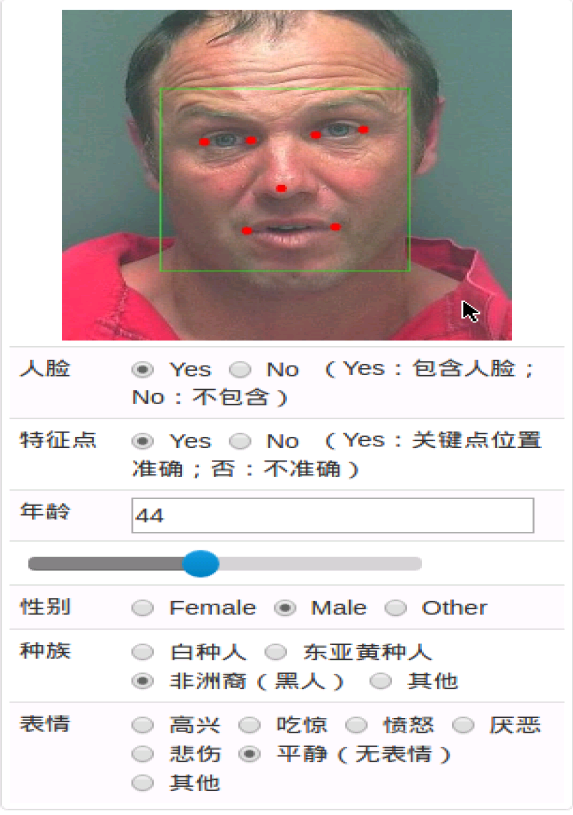 人脸 Yes No （Yes：包含人脸；
No：不包含）
特征点 Yes No （Yes：关键点位置
准确；否：不准确）
年龄 44
性别 Female Male Other
种族 白种人 东亚黄种人
非洲裔（黑人） 其他
表情 高兴 吃惊 愤怒 厌恶
悲伤 平静（无表情）
其他